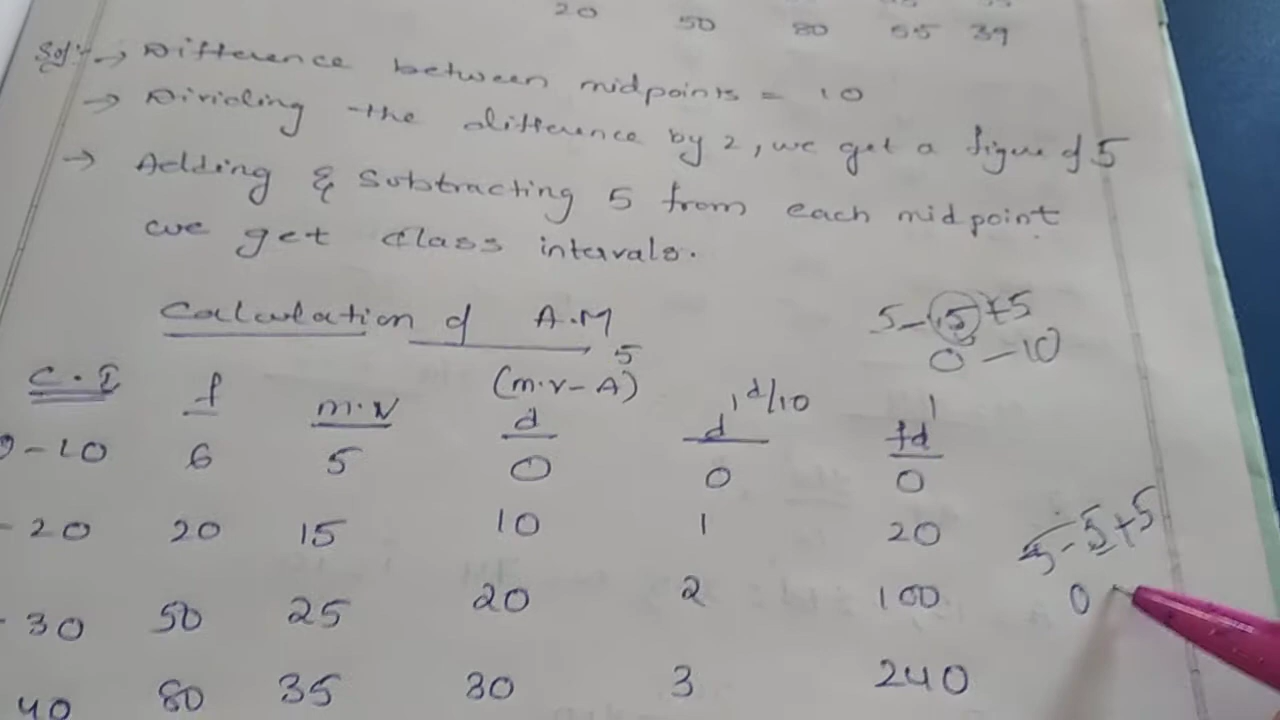 20 50 80 55 39
Sol:- → Difference between midpoints = 10
→ Dividing the difference by 2, we get a figure of 5
→ Adding & Subtracting 5 from each midpoint
we get class intervals.
Calculation of A.M
5-5+5
0-10
5
C.I f m.v (m.v-A) d d' d/10 fd'
0-10 6 5 0 0 0
-20 20 15 10 1 20
5-5+5
0
-30 50 25 20 2 100
40 80 35 30 3 240